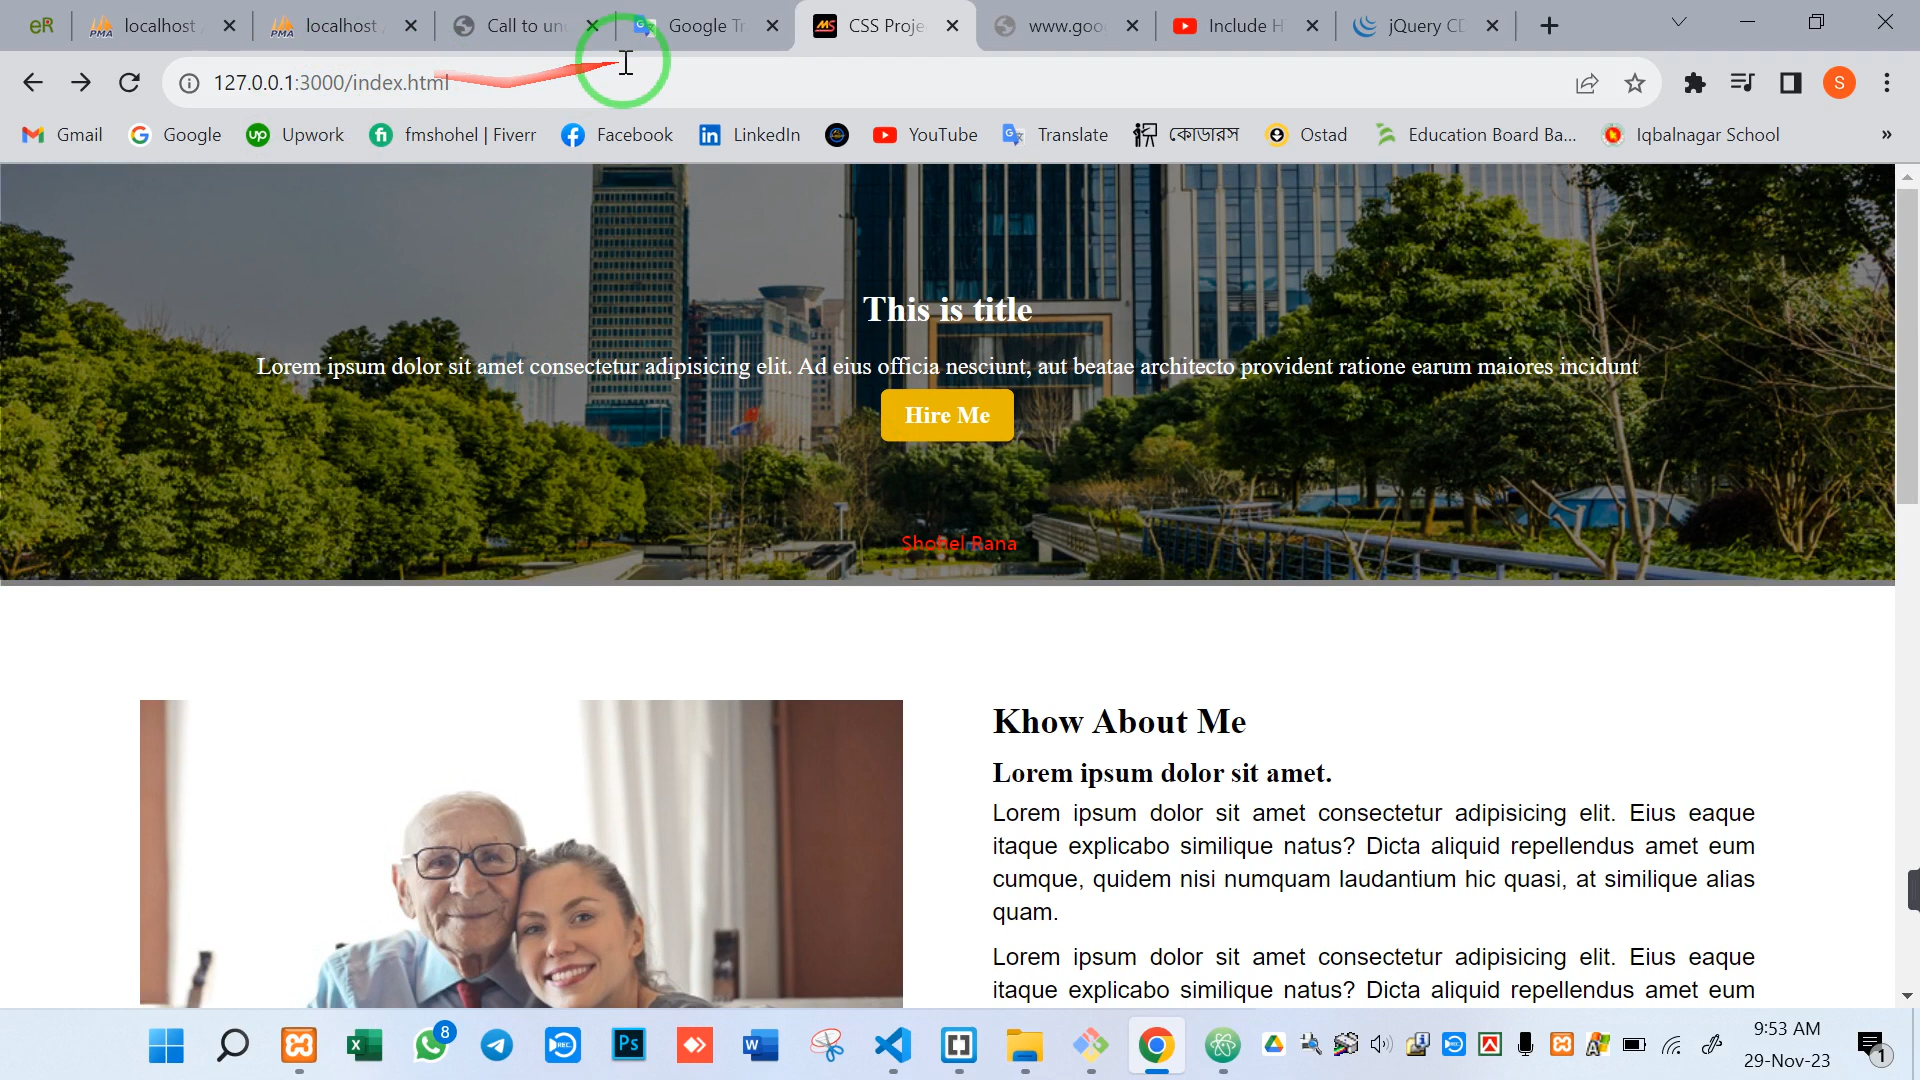 eR localhost localhost Call to un Google Tr CSS Proje www.goo Include H jQuery CD
127.0.0.1:3000/index.html S
Gmail Google Upwork fmshohel | Fiverr Facebook LinkedIn YouTube Translate কোডারস Ostad Education Board Ba... Iqbalnagar School »
This is title
Lorem ipsum dolor sit amet consectetur adipisicing elit. Ad eius officia nesciunt, aut beatae architecto provident ratione earum maiores incidunt
Hire Me
Shohel Rana
Khow About Me
Lorem ipsum dolor sit amet.
Lorem ipsum dolor sit amet consectetur adipisicing elit. Eius eaque
itaque explicabo similique natus? Dicta aliquid repellendus amet eum
cumque, quidem nisi numquam laudantium hic quasi, at similique alias
quam.
Lorem ipsum dolor sit amet consectetur adipisicing elit. Eius eaque
itaque explicabo similique natus? Dicta aliquid repellendus amet eum
8
9:53 AM
29-Nov-23
1